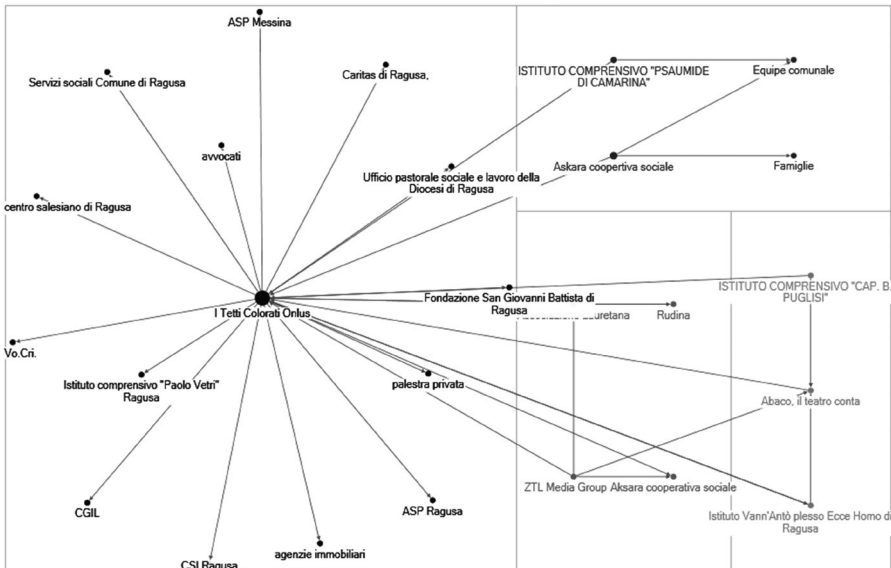 ASP Messina
Servizi sociali Comune di Ragusa
Caritas di Ragusa,
ISTITUTO COMPRENSIVO "PSAUMIDE
DI CAMARINA"
Equipe comunale
avvocati
Ufficio pastorale sociale e lavoro della
Diocesi di Ragusa
Askara coopertiva sociale
Famiglie
centro salesiano di Ragusa
I Tetti Colorati Onlus
Fondazione San Giovanni Battista di
Ragusa
Rudina
ISTITUTO COMPRENSIVO "CAP. B.
PUGLISI"
Vo.Cri.
Istituto comprensivo "Paolo Vetri"
Ragusa
palestra privata
Abaco, il teatro conta
CGIL
ASP Ragusa
ZTL Media Group
Aksara cooperativa sociale
Istituto Vann'Antò plesso Ecce Homo di
Ragusa
agenzie immobiliari
CSI Ragusa